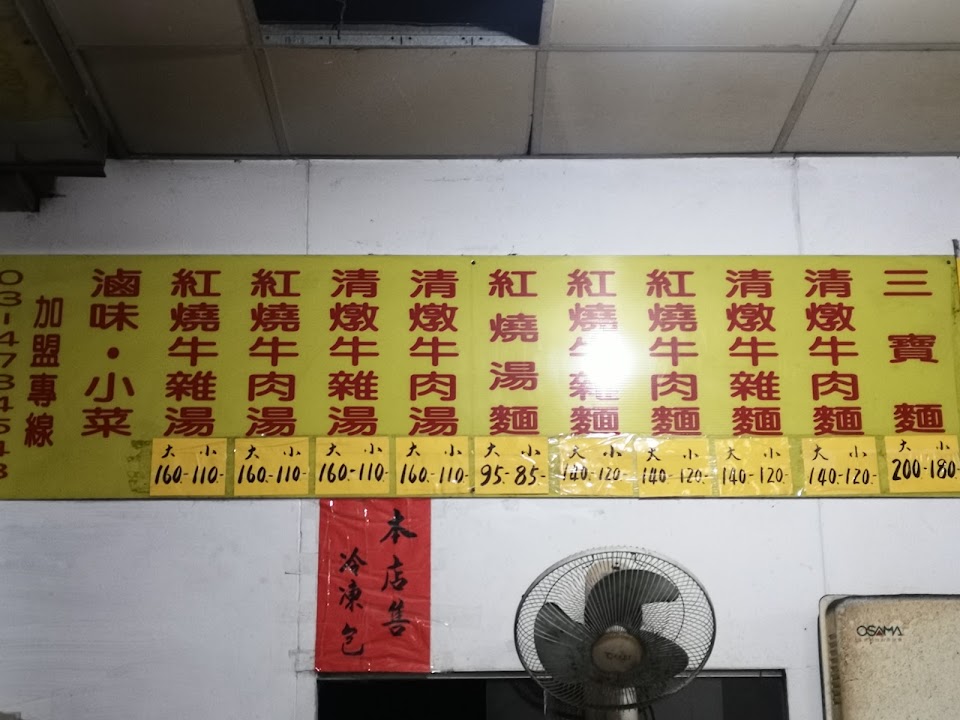 三寶麵
大 小
200-180-
清燉牛肉麵
大 小
140-120-
清燉牛雜麵
大 小
140-120-
紅燒牛肉麵
大 小
140-120-
紅燒牛雜麵
大 小
140-120-
紅燒湯麵
大 小
95-85-
清燉牛肉湯
大 小
160-110-
清燉牛雜湯
大 小
160-110-
紅燒牛肉湯
大 小
160-110-
紅燒牛雜湯
大 小
160-110-
滷味·小菜
加盟專線
本店售
冷凍包
OSAMA